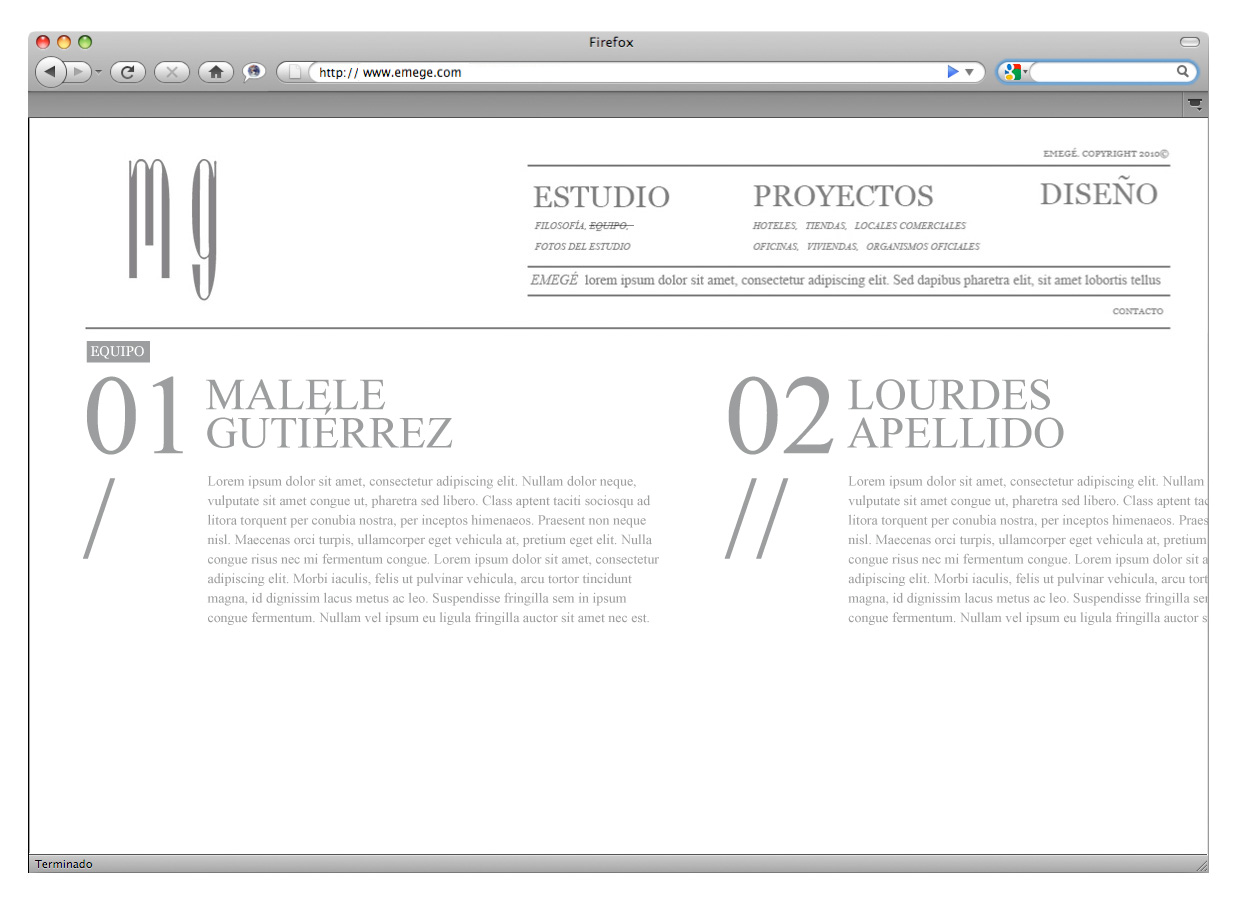 Firefox
http:// www.emege.com
mg
EMEGÉ. COPYRIGHT 2010©
ESTUDIO
FILOSOFÍA, EQUIPO,
FOTOS DEL ESTUDIO
PROYECTOS
HOTELES, TIENDAS, LOCALES COMERCIALES
OFICINAS, VIVIENDAS, ORGANISMOS OFICIALES
DISEÑO
EMEGÉ lorem ipsum dolor sit amet, consectetur adipiscing elit. Sed dapibus pharetra elit, sit amet lobortis tellus
CONTACTO
EQUIPO
01 MALELE
GUTIÉRREZ
/
Lorem ipsum dolor sit amet, consectetur adipiscing elit. Nullam dolor neque,
vulputate sit amet congue ut, pharetra sed libero. Class aptent taciti sociosqu ad
litora torquent per conubia nostra, per inceptos himenaeos. Praesent non neque
nisl. Maecenas orci turpis, ullamcorper eget vehicula at, pretium eget elit. Nulla
congue risus nec mi fermentum congue. Lorem ipsum dolor sit amet, consectetur
adipiscing elit. Morbi iaculis, felis ut pulvinar vehicula, arcu tortor tincidunt
magna, id dignissim lacus metus ac leo. Suspendisse fringilla sem in ipsum
congue fermentum. Nullam vel ipsum eu ligula fringilla auctor sit amet nec est.
02 LOURDES
APELLIDO
//
Lorem ipsum dolor sit amet, consectetur adipiscing elit. Nullam
vulputate sit amet congue ut, pharetra sed libero. Class aptent tac
litora torquent per conubia nostra, per inceptos himenaeos. Praes
nisl. Maecenas orci turpis, ullamcorper eget vehicula at, pretium
congue risus nec mi fermentum congue. Lorem ipsum dolor sit a
adipiscing elit. Morbi iaculis, felis ut pulvinar vehicula, arcu tort
magna, id dignissim lacus metus ac leo. Suspendisse fringilla ser
congue fermentum. Nullam vel ipsum eu ligula fringilla auctor s
Terminado